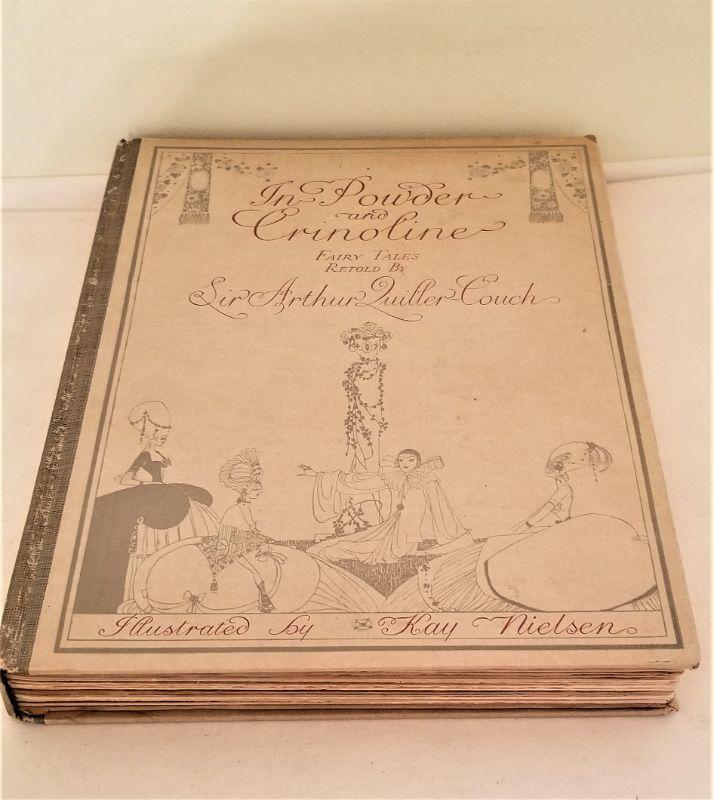 In Powder
and
Crinoline
FAIRY TALES
RETOLD BY
Sir Arthur Quiller-Couch
Illustrated by Kay Nielsen